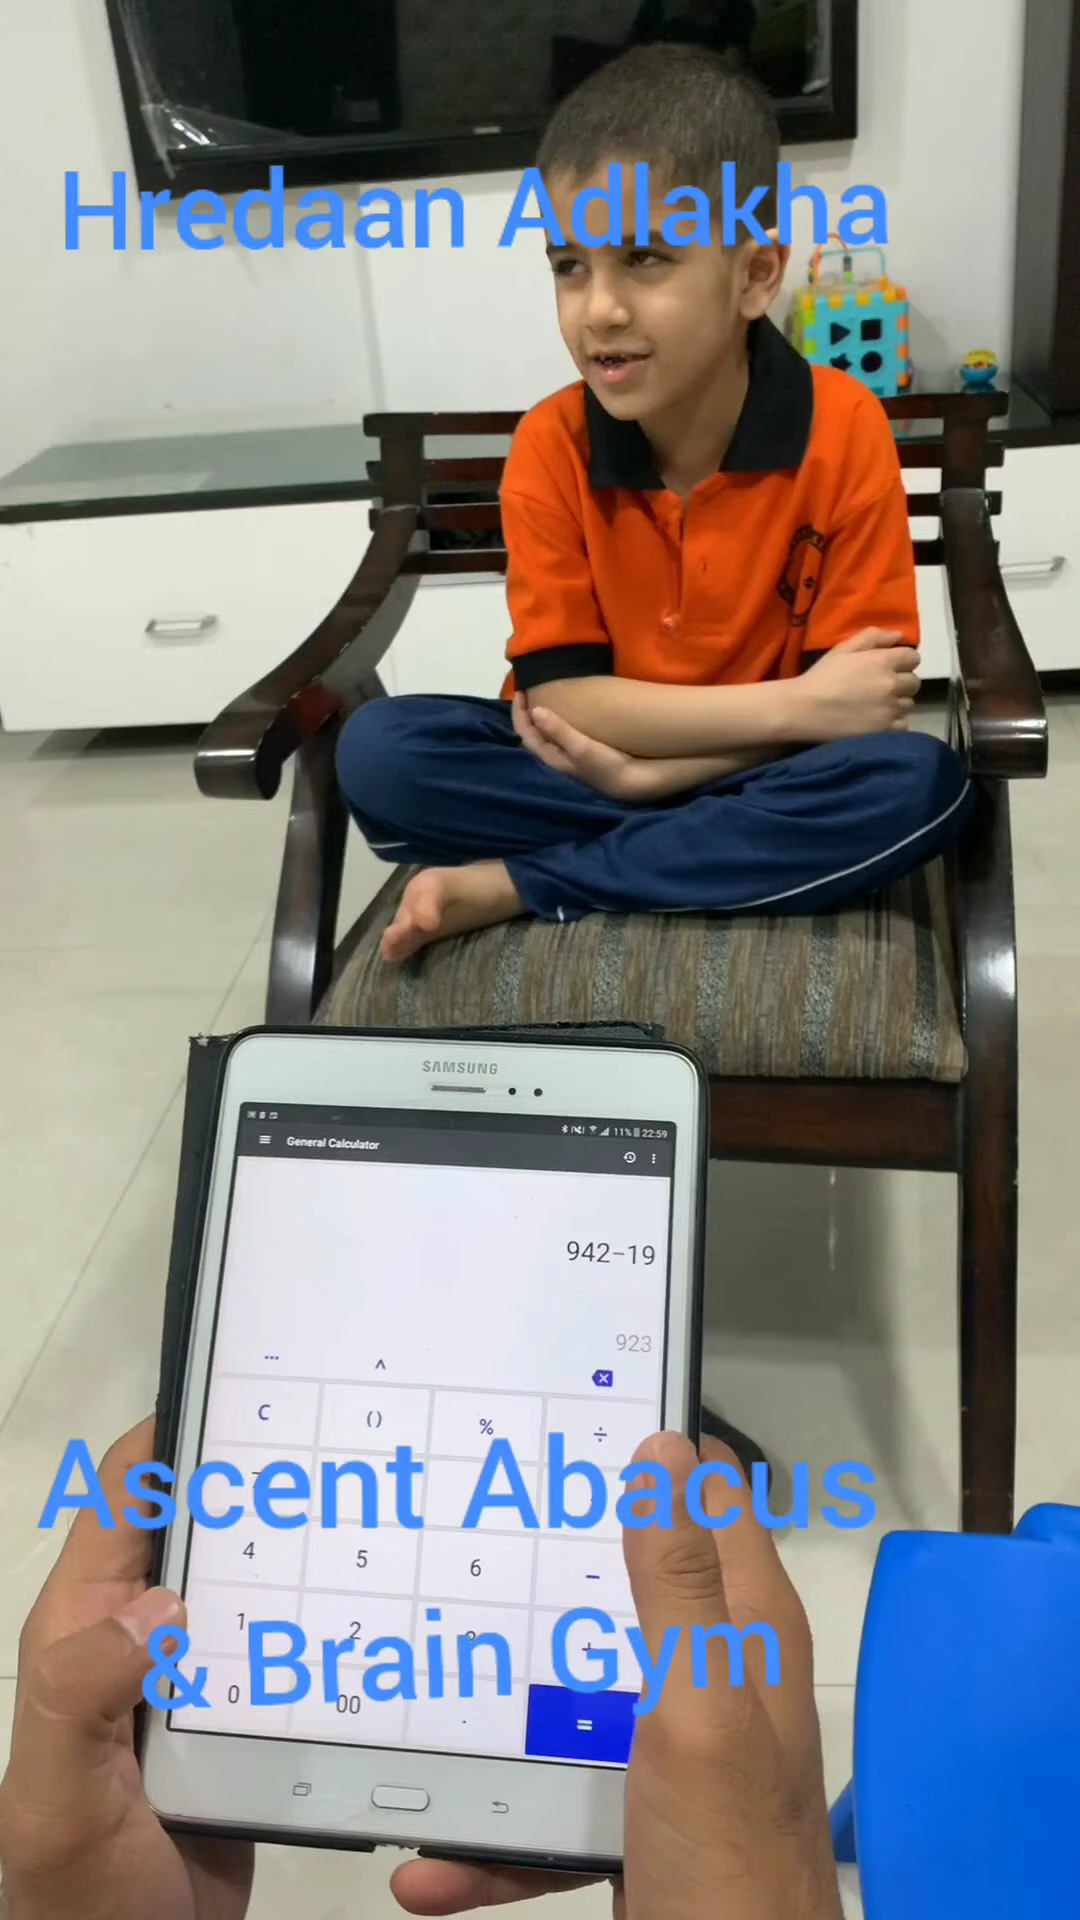 Hredaan Adlakha
SAMSUNG
11% 22:59
General Calculator
942−19
923
C
()
%
÷
Ascent Abacus
4
5
6
−
1
2
+
& Brain Gym
0
00
.
=